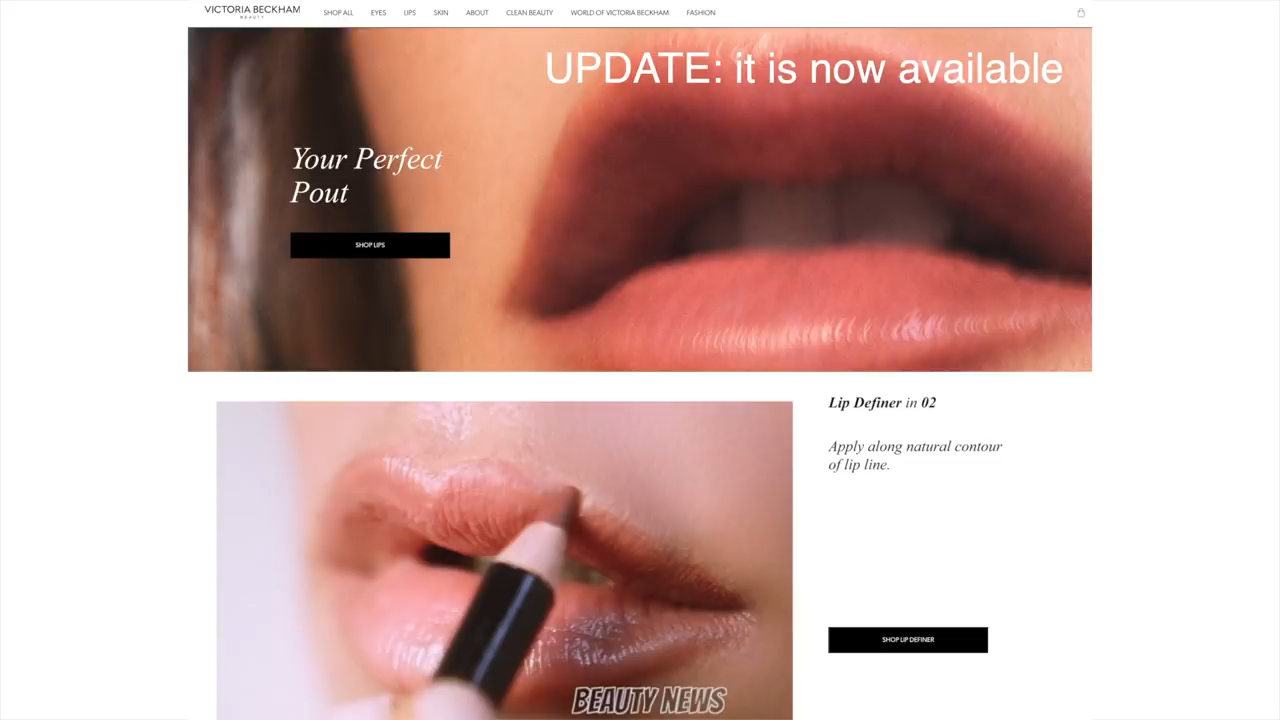 VICTORIA BECKHAM
BEAUTY
SHOP ALL EYES LIPS SKIN ABOUT CLEAN BEAUTY WORLD OF VICTORIA BECKHAM FASHION
UPDATE: it is now available
Your Perfect
Pout
SHOP LIPS
Lip Definer in 02
Apply along natural contour
of lip line.
SHOP LIP DEFINER
BEAUTY NEWS